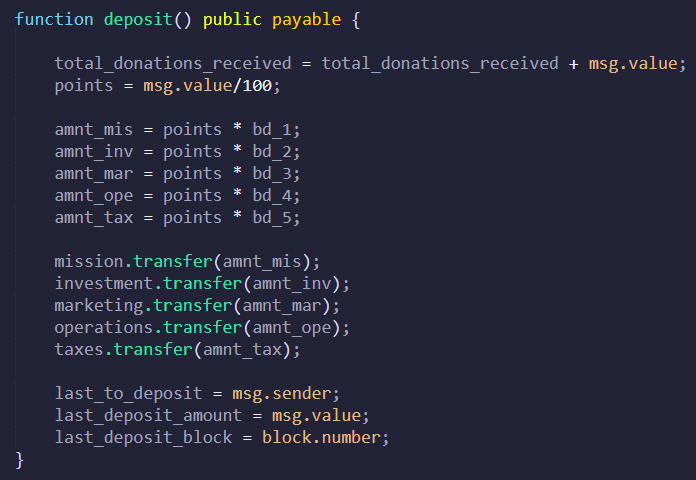 function deposit() public payable {
total_donations_received = total_donations_received + msg.value;
points = msg.value/100;
amnt_mis = points * bd_1;
amnt_inv = points * bd_2;
amnt_mar = points * bd_3;
amnt_ope = points * bd_4;
amnt_tax = points * bd_5;
mission.transfer(amnt_mis);
investment.transfer(amnt_inv);
marketing.transfer(amnt_mar);
operations.transfer(amnt_ope);
taxes.transfer(amnt_tax);
last_to_deposit = msg.sender;
last_deposit_amount = msg.value;
last_deposit_block = block.number;
}